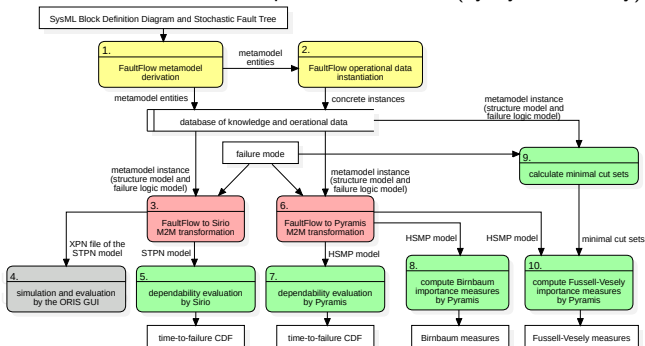 SysML Block Definition Diagram and Stochastic Fault Tree
1.
FaultFlow metamodel
derivation
metamodel
entities
2.
FaultFlow operational data
instantiation
metamodel entities
concrete instances
database of knowledge and oerational data
metamodel instance
(structure model and
failure logic model)
failure mode
9.
calculate minimal cut sets
metamodel instance
(structure model and
failure logic model)
metamodel instance
(structure model and
failure logic model)
3.
FaultFlow to Sirio
M2M transformation
6.
FaultFlow to Pyramis
M2M transformation
XPN file of the
STPN model
STPN model
HSMP model
HSMP model
HSMP model
minimal cut sets
4.
simulation and evaluation
by the ORIS GUI
5.
dependability evaluation
by Sirio
7.
dependability evaluation
by Pyramis
8.
compute Birnbaum
importance measures
by Pyramis
10.
compute Fussell-Vesely
importance measures
by Pyramis
time-to-failure CDF
time-to-failure CDF
Birnbaum measures
Fussell-Vesely measures